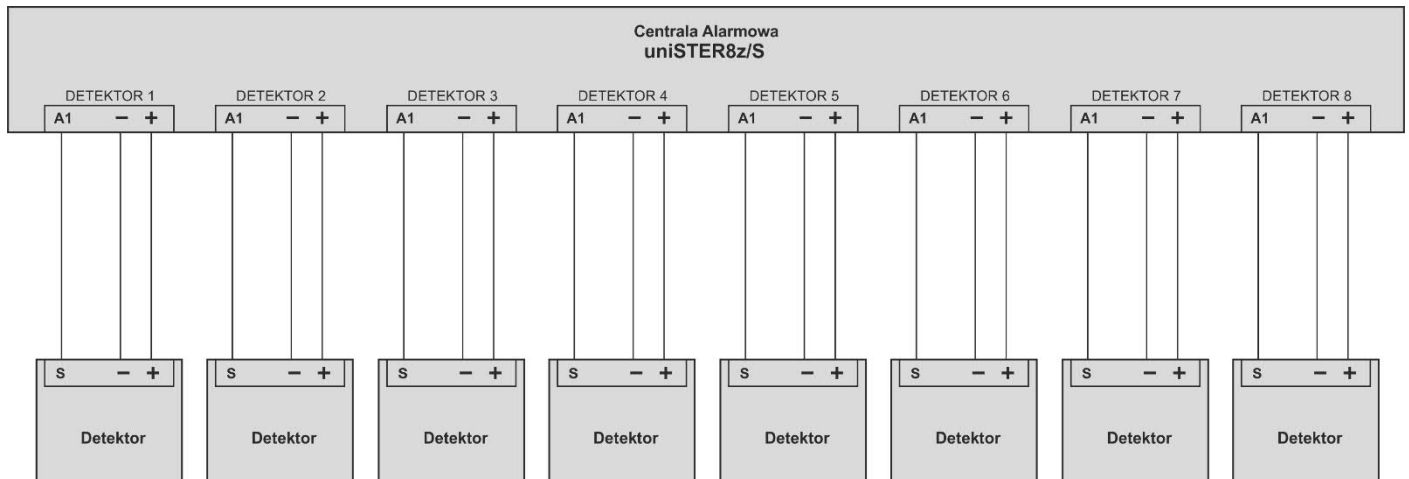 Centrala Alarmowa
uniSTER8z/S
DETEKTOR 1 DETEKTOR 2 DETEKTOR 3 DETEKTOR 4 DETEKTOR 5 DETEKTOR 6 DETEKTOR 7 DETEKTOR 8
A1 − + A1 − + A1 − + A1 − + A1 − + A1 − + A1 − + A1 − +
S − + S − + S − + S − + S − + S − + S − + S − +
Detektor Detektor Detektor Detektor Detektor Detektor Detektor Detektor